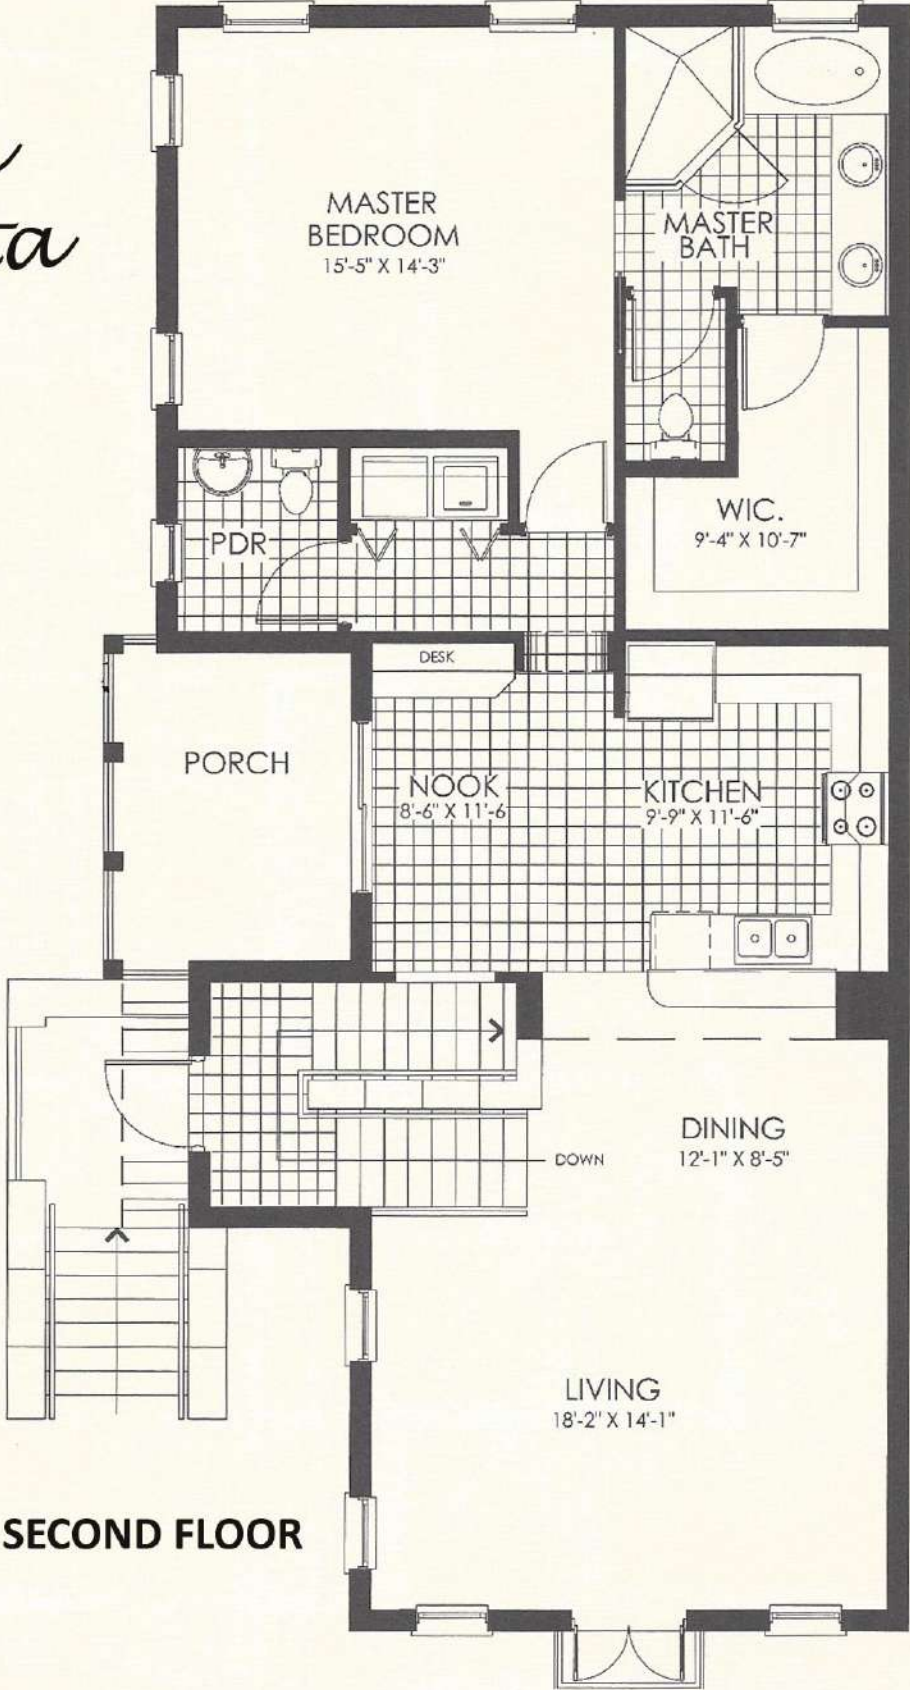 MASTER
BEDROOM
15'-5" X 14'-3"
MASTER
BATH
PDR
WIC.
9'-4" X 10'-7"
DESK
PORCH
NOOK
8'-6" X 11'-6
KITCHEN
9'-9" X 11'-6"
DINING
12'-1" X 8'-5"
DOWN
LIVING
18'-2" X 14'-1"
SECOND FLOOR